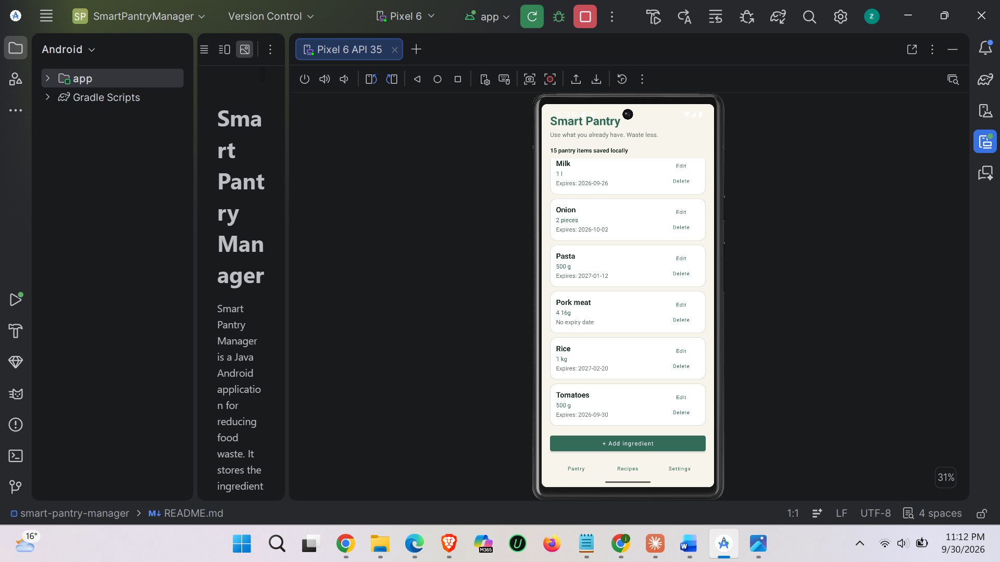 SP SmartPantryManager
Version Control
Pixel 6
app
Z
Android
app
Gradle Scripts
Sma
rt
Pant
ry
Man
ager
Smart
Pantry
Manager
is a Java
Android
applicatio
n for
reducing
food
waste. It
stores the
ingredient
Pixel 6 API 35
Smart Pantry
Use what you already have. Waste less.
15 pantry items saved locally
Milk
1 l
Expires: 2026-09-26
Edit
Delete
Onion
2 pieces
Expires: 2026-10-02
Edit
Delete
Pasta
500 g
Expires: 2027-01-12
Edit
Delete
Pork meat
4 16g
No expiry date
Edit
Delete
Rice
1 kg
Expires: 2027-02-20
Edit
Delete
Tomatoes
500 g
Expires: 2026-09-30
Edit
Delete
+ Add ingredient
Pantry Recipes Settings
31%
smart-pantry-manager > M↓ README.md
1:1 LF UTF-8 4 spaces
16°
M365
j
W
11:12 PM
9/30/2026